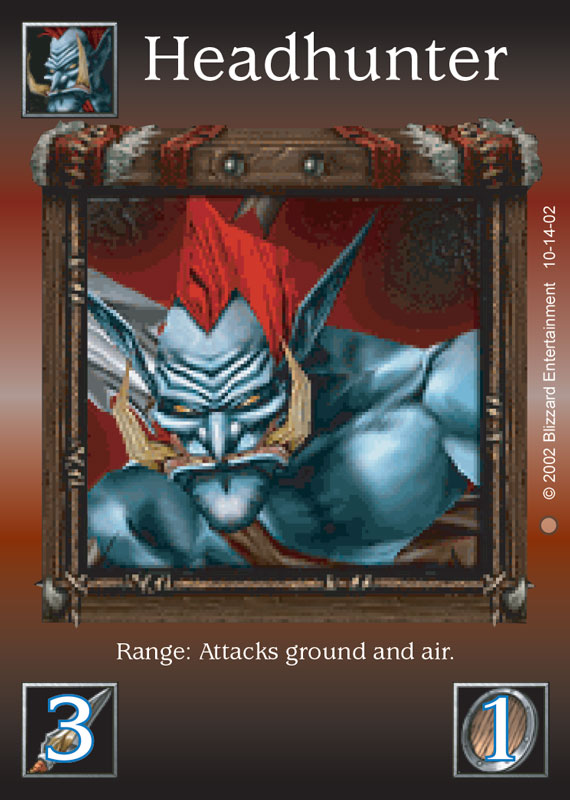 Headhunter
© 2002 Blizzard Entertainment 10-14-02
Range: Attacks ground and air.
3
1